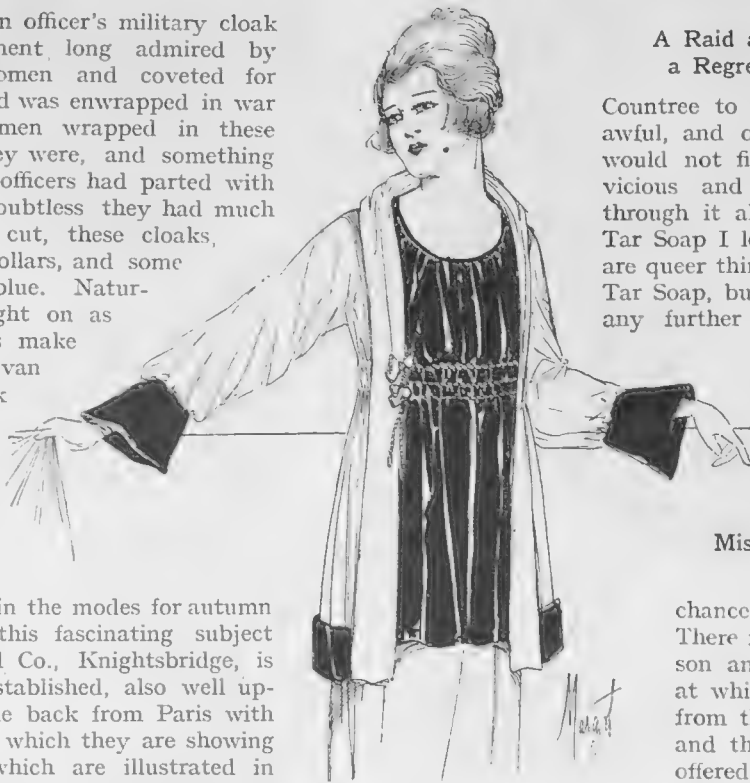 n officer's military cloak
ment long admired by
omen and coveted for
d was enwrapped in war
men wrapped in these
ey were, and something
officers had parted with
oubtless they had much
cut, these cloaks,
ollars, and some
blue. Natur-
ght on as
s make
van
k
in the modes for autumn
this fascinating subject
l Co., Knightsbridge, is
stablished, also well up-
e back from Paris with
which they are showing
which are illustrated in
A Raid a
a Regre
Countree to
awful, and c
would not fi
vicious and
through it al
Tar Soap I lo
are queer thin
Tar Soap, bu
any further
Mis
chance
There
son an
at whi
from t
and th
offered